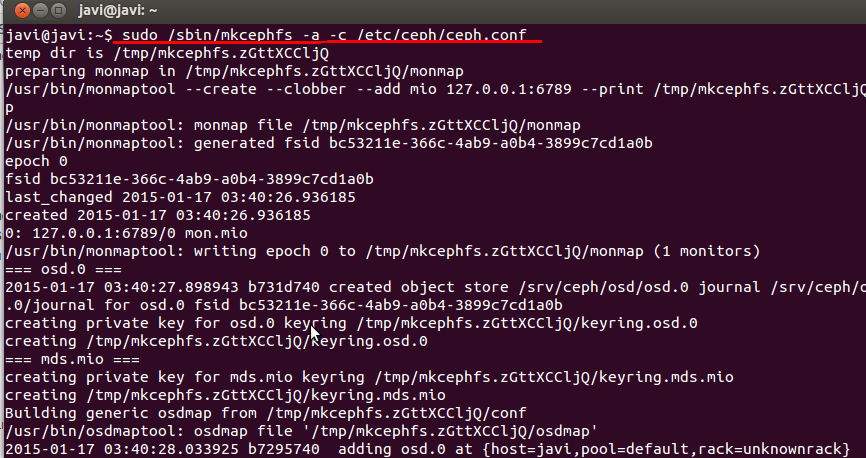 javi@javi: ~
javi@javi:~$ sudo /sbin/mkcephfs -a -c /etc/ceph/ceph.conf
temp dir is /tmp/mkcephfs.zGttXCCljQ
preparing monmap in /tmp/mkcephfs.zGttXCCljQ/monmap
/usr/bin/monmaptool --create --clobber --add mio 127.0.0.1:6789 --print /tmp/mkcephfs.zGttXCCljQ
p
/usr/bin/monmaptool: monmap file /tmp/mkcephfs.zGttXCCljQ/monmap
/usr/bin/monmaptool: generated fsid bc53211e-366c-4ab9-a0b4-3899c7cd1a0b
epoch 0
fsid bc53211e-366c-4ab9-a0b4-3899c7cd1a0b
last_changed 2015-01-17 03:40:26.936185
created 2015-01-17 03:40:26.936185
0: 127.0.0.1:6789/0 mon.mio
/usr/bin/monmaptool: writing epoch 0 to /tmp/mkcephfs.zGttXCCljQ/monmap (1 monitors)
=== osd.0 ===
2015-01-17 03:40:27.898943 b731d740 created object store /srv/ceph/osd/osd.0 journal /srv/ceph/o
.0/journal for osd.0 fsid bc53211e-366c-4ab9-a0b4-3899c7cd1a0b
creating private key for osd.0 keyring /tmp/mkcephfs.zGttXCCljQ/keyring.osd.0
creating /tmp/mkcephfs.zGttXCCljQ/keyring.osd.0
=== mds.mio ===
creating private key for mds.mio keyring /tmp/mkcephfs.zGttXCCljQ/keyring.mds.mio
creating /tmp/mkcephfs.zGttXCCljQ/keyring.mds.mio
Building generic osdmap from /tmp/mkcephfs.zGttXCCljQ/conf
/usr/bin/osdmaptool: osdmap file '/tmp/mkcephfs.zGttXCCljQ/osdmap'
2015-01-17 03:40:28.033925 b7295740  adding osd.0 at {host=javi,pool=default,rack=unknownrack}